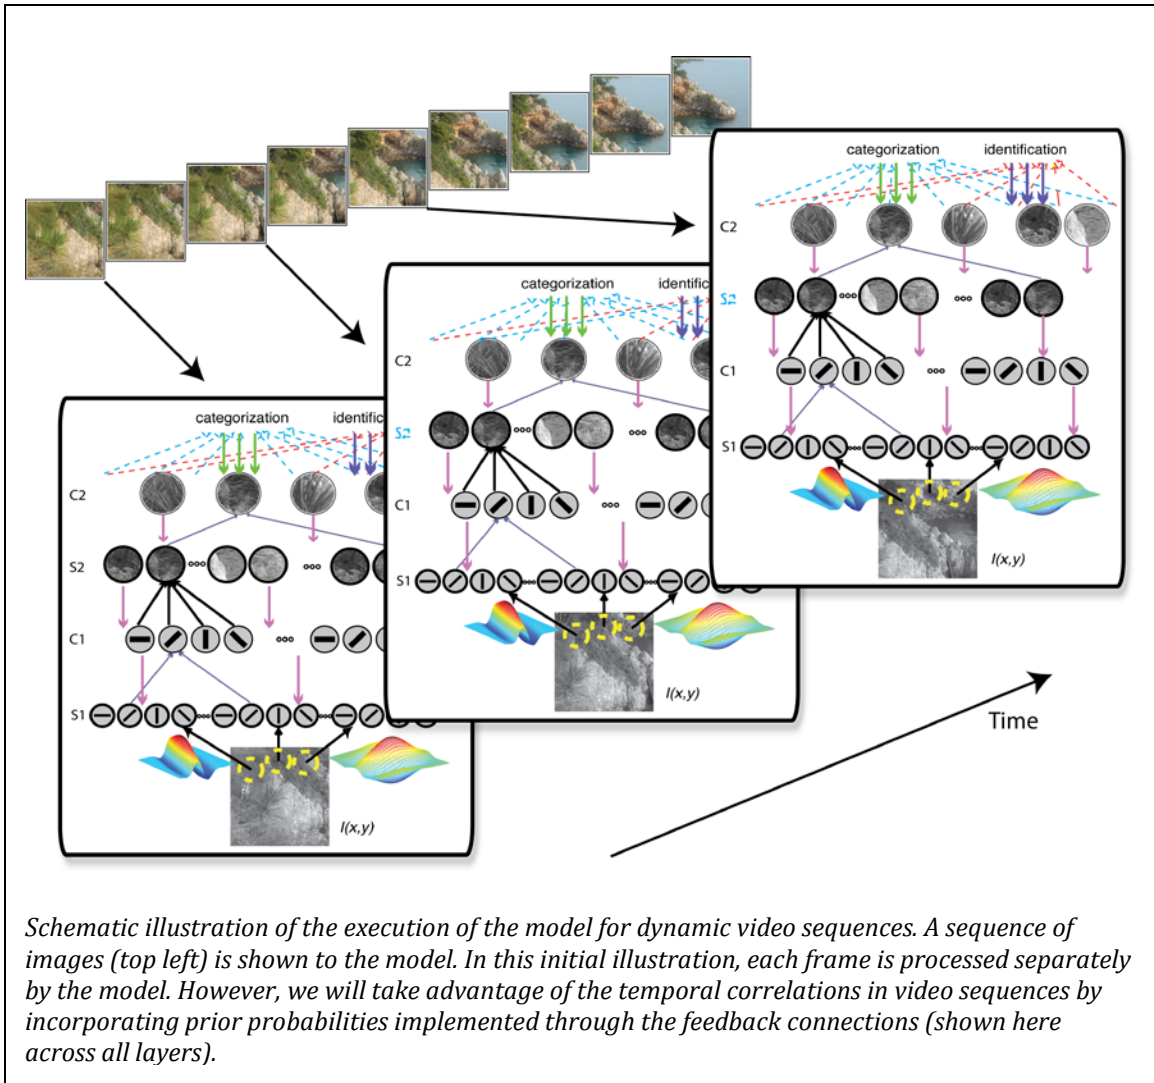 categorization identification
C2
S2
C1
S1
I(x,y)
categorization identific
C2
S2
C1
S1
I(x,y)
categorization identifi
C2
S2
C1
S1
I(x,y)
Time
Schematic illustration of the execution of the model for dynamic video sequences. A sequence of
images (top left) is shown to the model. In this initial illustration, each frame is processed separately
by the model. However, we will take advantage of the temporal correlations in video sequences by
incorporating prior probabilities implemented through the feedback connections (shown here
across all layers).